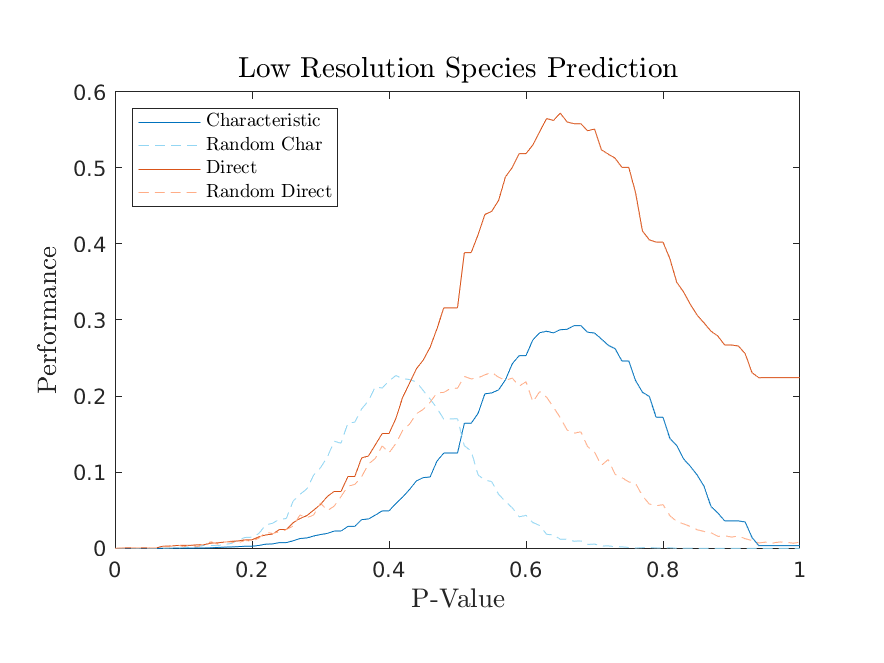 Low Resolution Species Prediction
0.6
0.5
0.4
0.3
0.2
0.1
0
Performance
Characteristic
Random Char
Direct
Random Direct
0 0.2 0.4 0.6 0.8 1
P-Value